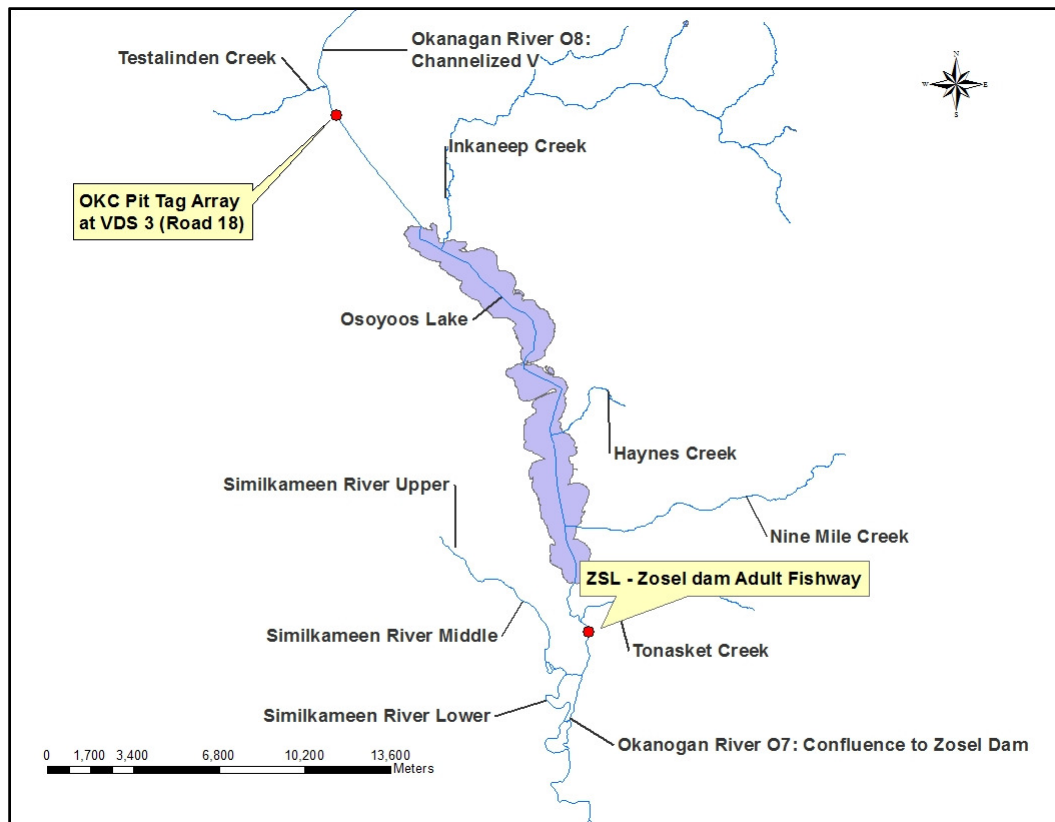 Okanagan River O8:
Channelized V
Testalinden Creek
N
W E
S
Inkaneep Creek
OKC Pit Tag Array
at VDS 3 (Road 18)
Osoyoos Lake
Haynes Creek
Similkameen River Upper
Nine Mile Creek
ZSL - Zosel dam Adult Fishway
Similkameen River Middle
Tonasket Creek
Similkameen River Lower
Okanogan River O7: Confluence to Zosel Dam
0 1,700 3,400 6,800 10,200 13,600
Meters